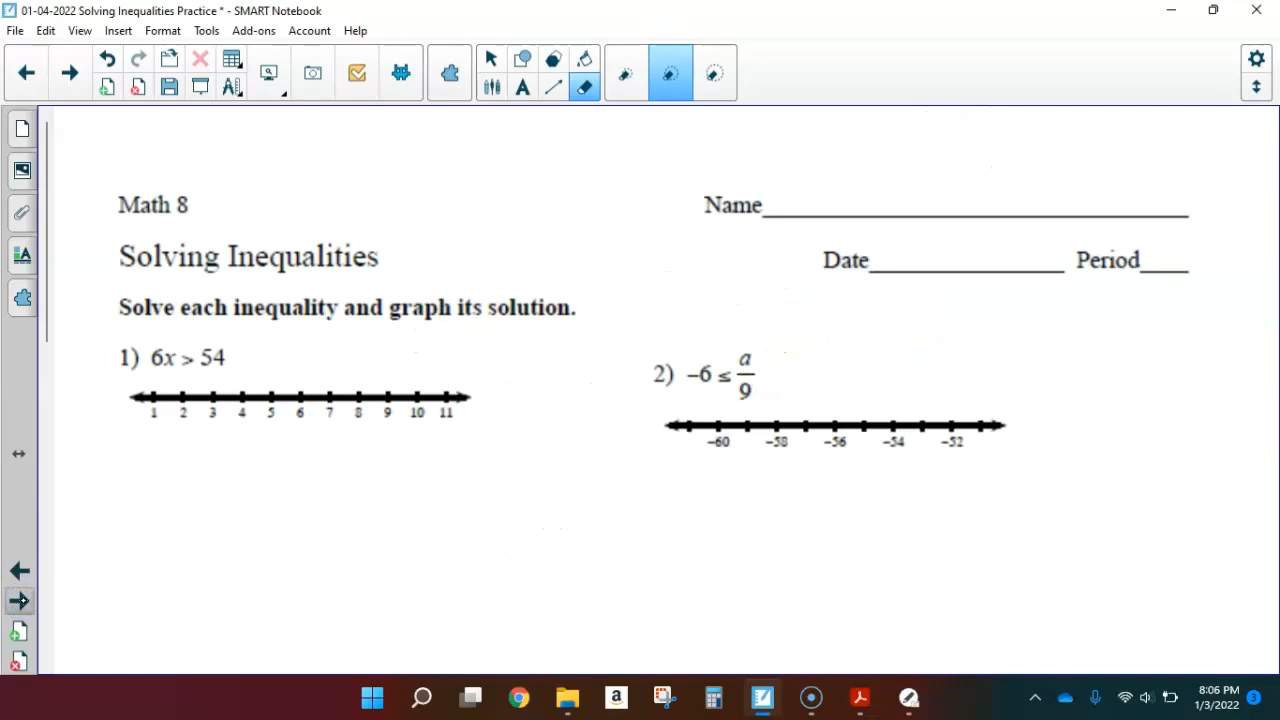 01-04-2022 Solving Inequalities Practice * - SMART Notebook
File Edit View Insert Format Tools Add-ons Account Help
Math 8
Name
Solving Inequalities
Date Period
Solve each inequality and graph its solution.
1) 6x > 54
1 2 3 4 5 6 7 8 9 10 11
2) −6 ≤ a/9
−60 −58 −56 −54 −52
8:06 PM
1/3/2022
3